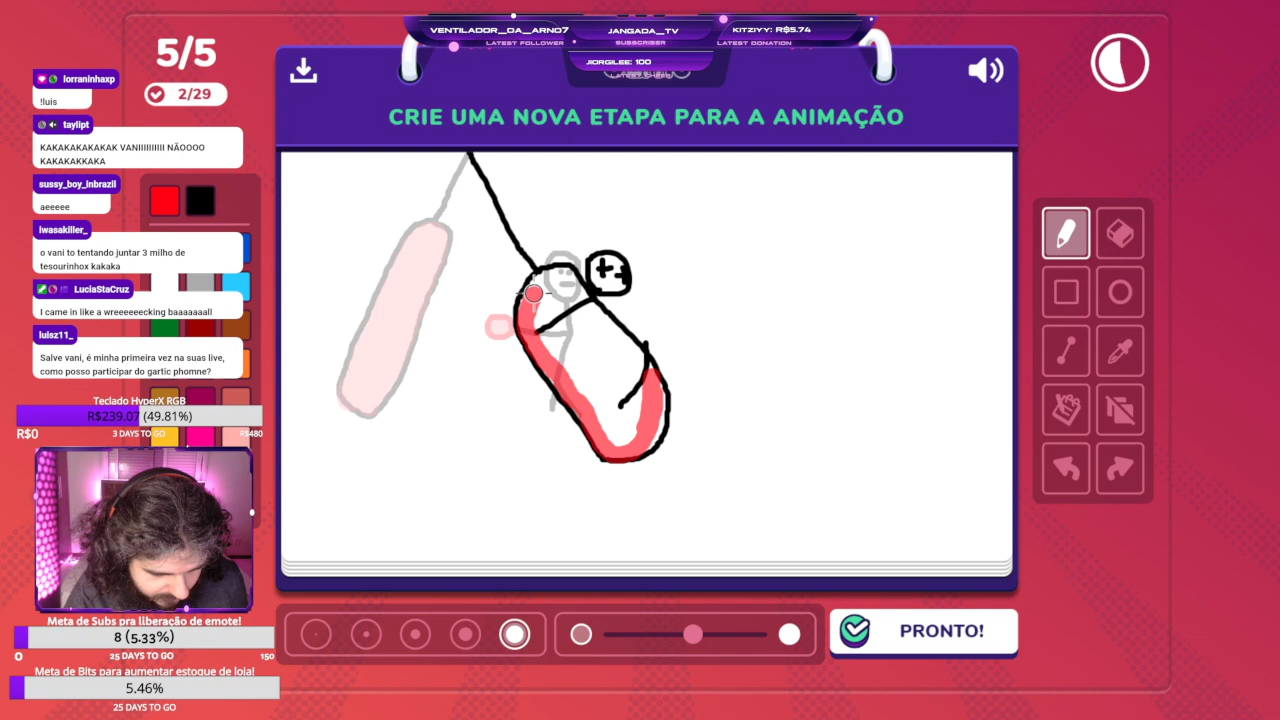 VENTILADOR_DA_ARNO7
LATEST FOLLOWER
JANGADA_TV
SUBSCRIBER
KITZIYY: R$5.74
LATEST DONATION
JIORGILEE: 100
5/5
2/29
CRIE UMA NOVA ETAPA PARA A ANIMAÇÃO
lorraninhaxp
!luis
taylipt
KAKAKAKAKAKAK VANIIIIIIIIII NÃOOOO
KAKAKAKKAKA
sussy_boy_inbrazil
aeeeee
iwasakiller_
o vani to tentando juntar 3 milho de
tesourinhox kakaka
LuciaStaCruz
I came in like a wreeeeeecking baaaaaaall
luisz11_
Salve vani, é minha primeira vez na suas live,
como posso participar do gartic phomne?
Teclado HyperX RGB
R$239.07 (49.81%)
R$0
3 DAYS TO GO
R$480
Meta de Subs pra liberação de emote!
8 (5.33%)
0
25 DAYS TO GO
150
Meta de Bits para aumentar estoque de loja!
5.46%
25 DAYS TO GO
PRONTO!